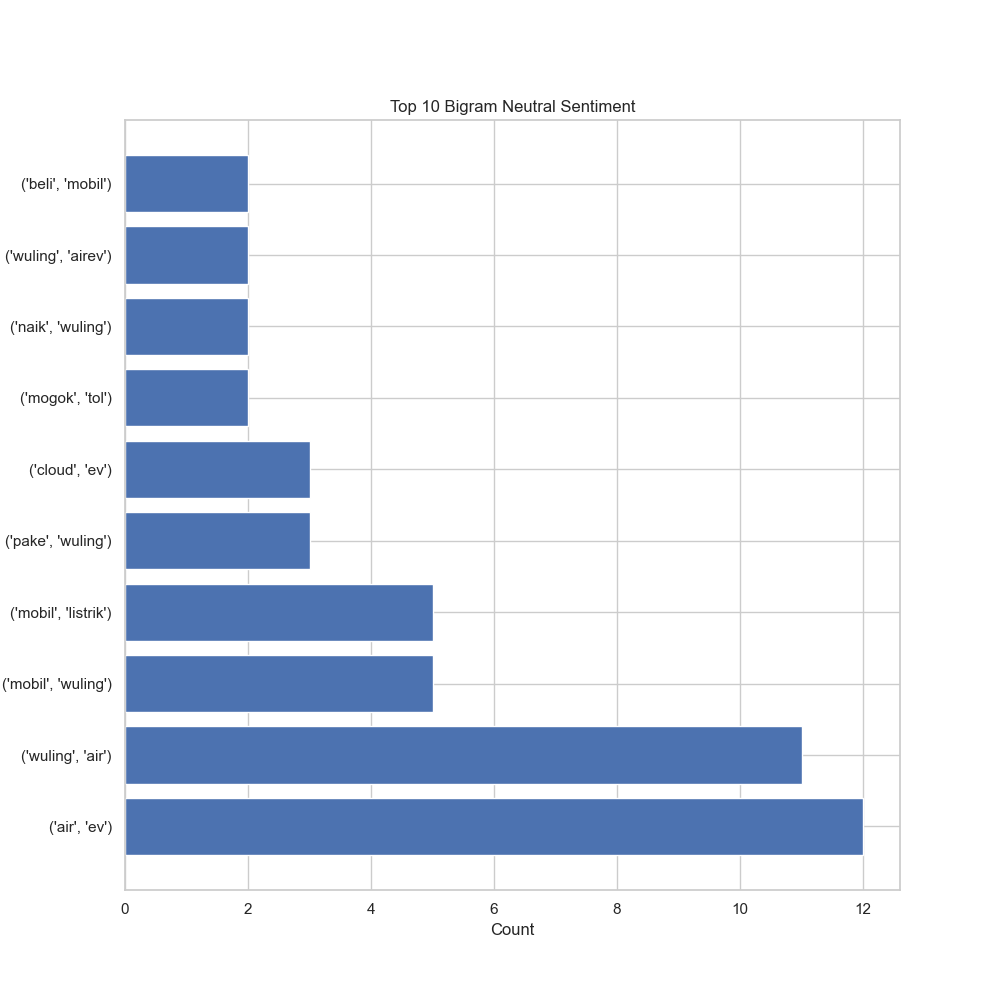 Top 10 Bigram Neutral Sentiment
('beli', 'mobil')
('wuling', 'airev')
('naik', 'wuling')
('mogok', 'tol')
('cloud', 'ev')
('pake', 'wuling')
('mobil', 'listrik')
('mobil', 'wuling')
('wuling', 'air')
('air', 'ev')
0 2 4 6 8 10 12
Count